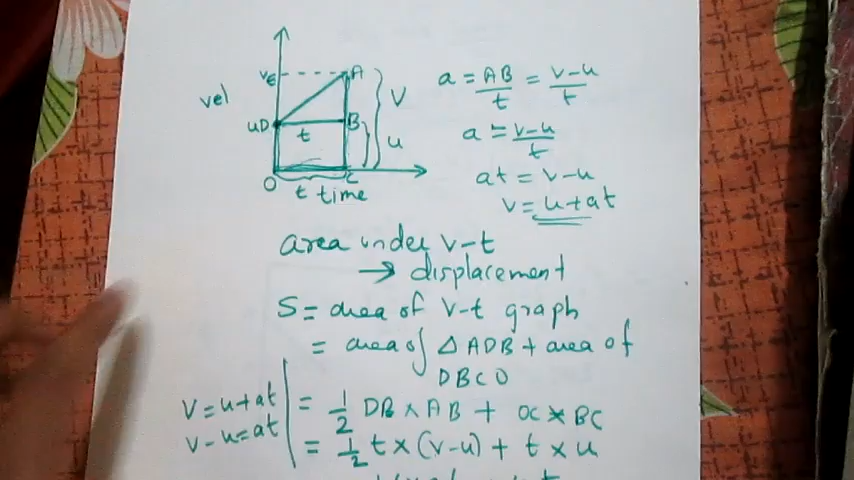 vel
VE
A
uD
B
t
V
u
O
t time
c
a = AB/t = v-u/t
a = v-u/t
at = v-u
v = u+at
area under v-t
→ displacement
S = area of v-t graph
= area of Δ ADB + area of
DBCO
v = u+at
v-u = at
= 1/2 DB × AB + OC × BC
= 1/2 t × (v-u) + t × u